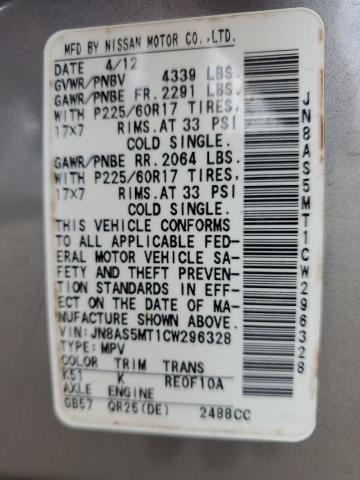 MFD BY NISSAN MOTOR CO.,LTD.
DATE 4/12
GVWR/PNBV 4339 LBS.
GAWR/PNBE FR. 2291 LBS.
WITH P225/60R17 TIRES,
17×7 RIMS. AT 33 PSI
COLD SINGLE.
GAWR/PNBE RR. 2064 LBS.
WITH P225/60R17 TIRES,
17×7 RIMS. AT 33 PSI
COLD SINGLE.
THIS VEHICLE CONFORMS
TO ALL APPLICABLE FED-
ERAL MOTOR VEHICLE SA-
FETY AND THEFT PREVEN-
TION STANDARDS IN EFF-
ECT ON THE DATE OF MA-
NUFACTURE SHOWN ABOVE.
VIN: JN8AS5MT1CW296328
TYPE: MPV
COLOR TRIM TRANS
K51 K RE0F10A
AXLE ENGINE
GB57 QR25(DE) 2488CC
JN8AS5MT1CW296328